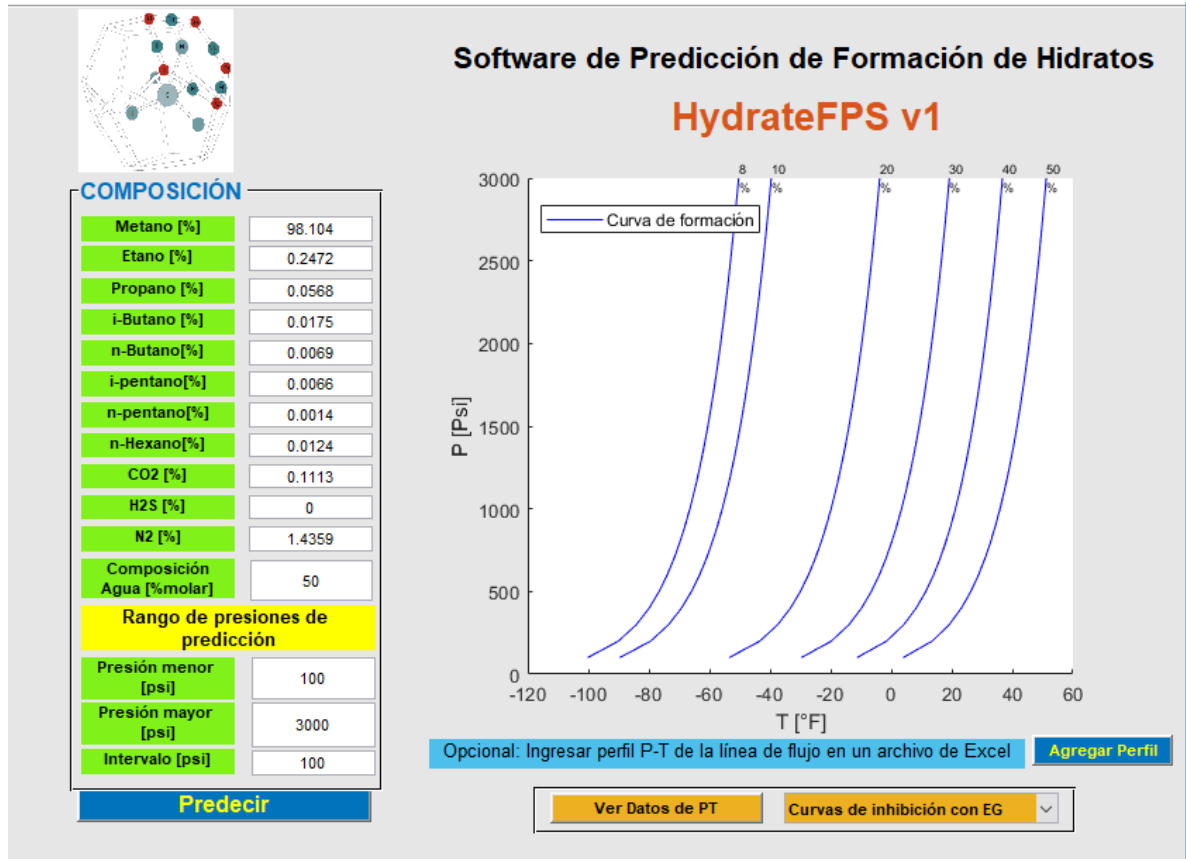 Software de Predicción de Formación de Hidratos
HydrateFPS v1
COMPOSICIÓN
Metano [%] 98.104
Etano [%] 0.2472
Propano [%] 0.0568
i-Butano [%] 0.0175
n-Butano[%] 0.0069
i-pentano[%] 0.0066
n-pentano[%] 0.0014
n-Hexano[%] 0.0124
CO2 [%] 0.1113
H2S [%] 0
N2 [%] 1.4359
Composición
Agua [%molar] 50
Rango de presiones de
predicción
Presión menor
[psi] 100
Presión mayor
[psi] 3000
Intervalo [psi] 100
Predecir
8 10 20 30 40 50
% % % % % %
Curva de formación
3000
2500
2000
1500
1000
500
0
P [Psi]
-120 -100 -80 -60 -40 -20 0 20 40 60
T [°F]
Opcional: Ingresar perfil P-T de la línea de flujo en un archivo de Excel
Agregar Perfil
Ver Datos de PT
Curvas de inhibición con EG